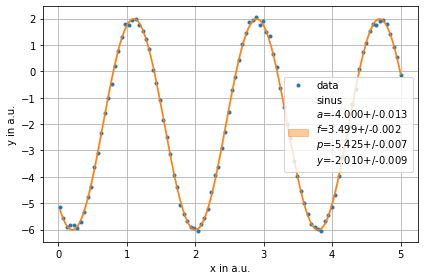 2
1
0
−1
−2
−3
−4
−5
−6
y in a.u.
0
1
2
3
4
5
x in a.u.
data
sinus
a=-4.000+/-0.013
f=3.499+/-0.002
p=-5.425+/-0.007
y=-2.010+/-0.009